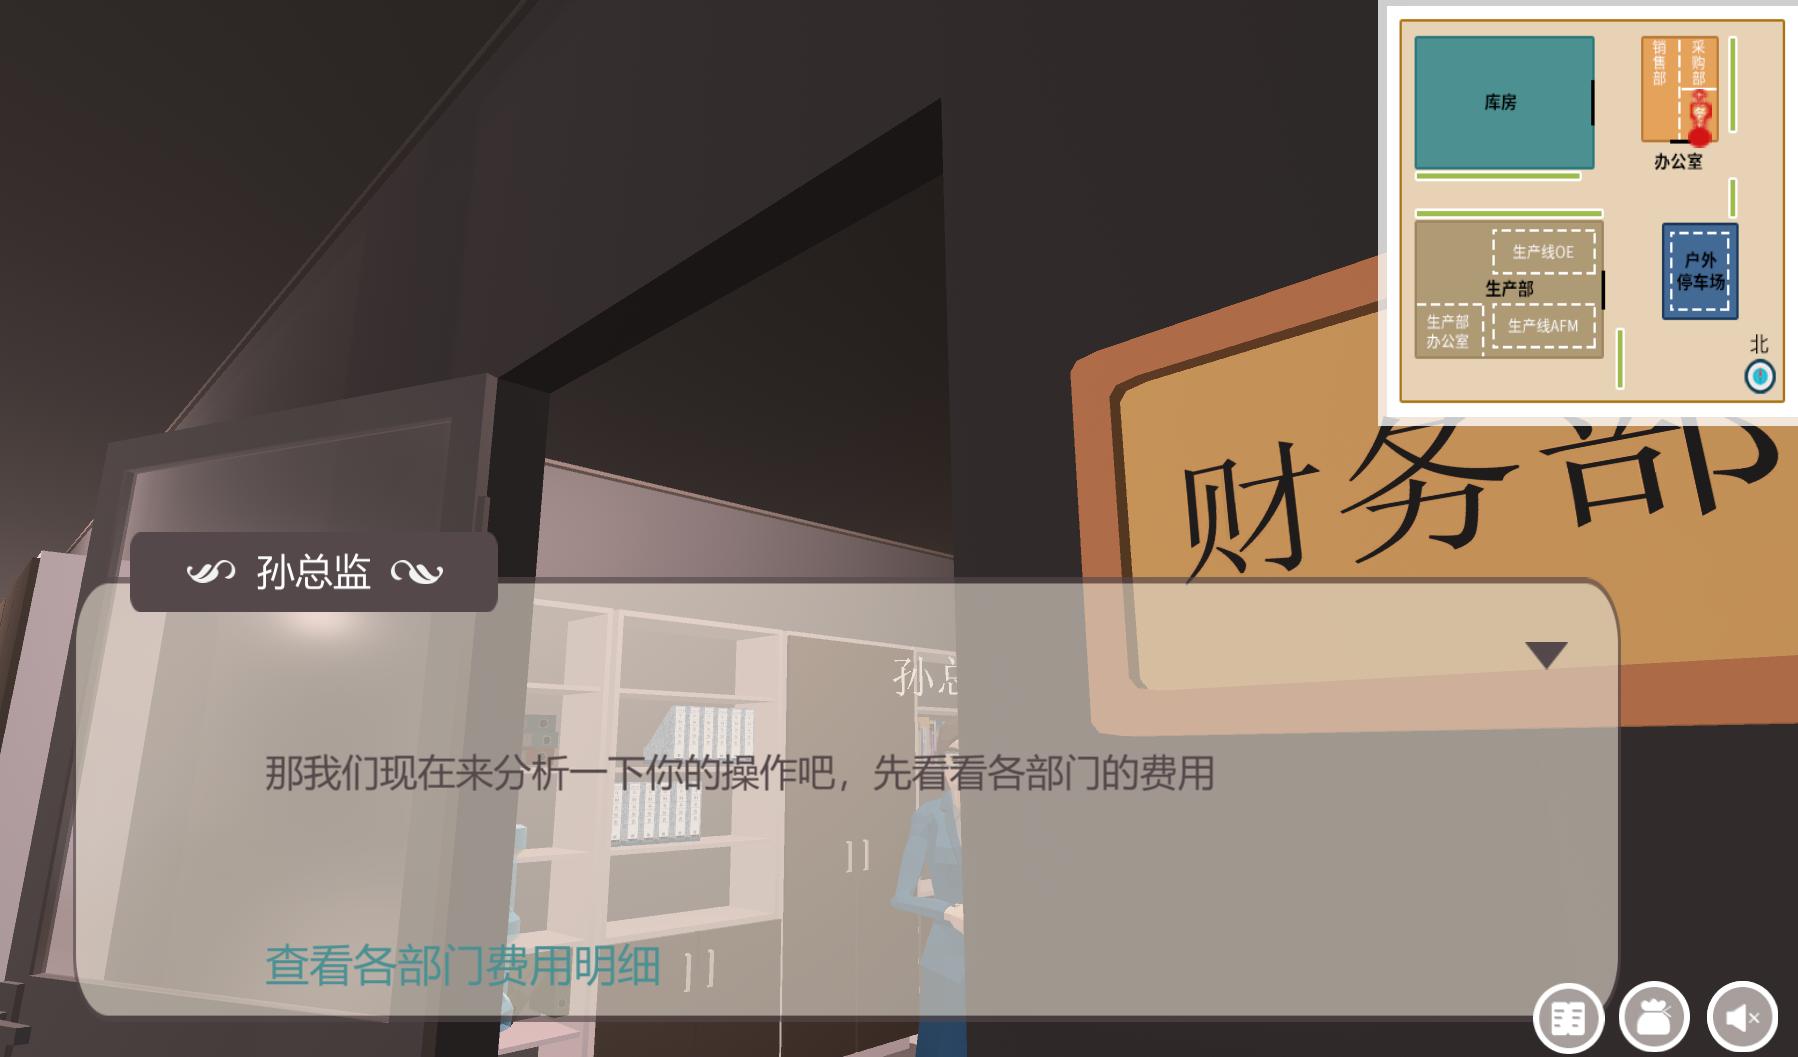 库房
销售部
采购部
务
办公室
生产线OE
生产部
生产部
办公室
生产线AFM
户外
停车场
北
财务部
孙总监
孙总
那我们现在来分析一下你的操作吧，先看看各部门的费用
查看各部门费用明细